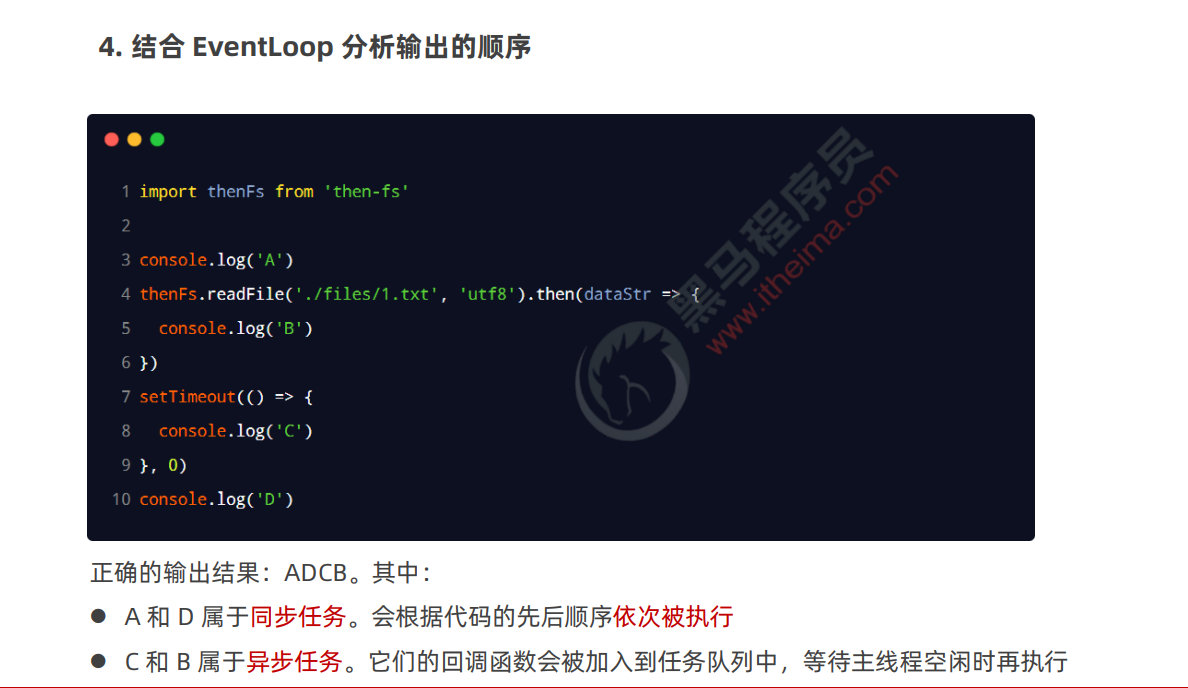 4. 结合 EventLoop 分析输出的顺序
1 import thenFs from 'then-fs'
2
3 console.log('A')
4 thenFs.readFile('./files/1.txt', 'utf8').then(dataStr => {
5   console.log('B')
6 })
7 setTimeout(() => {
8   console.log('C')
9 }, 0)
10 console.log('D')
黑马程序员
www.itheima.com
正确的输出结果：ADCB。其中：
● A 和 D 属于同步任务。会根据代码的先后顺序依次被执行
● C 和 B 属于异步任务。它们的回调函数会被加入到任务队列中，等待主线程空闲时再执行